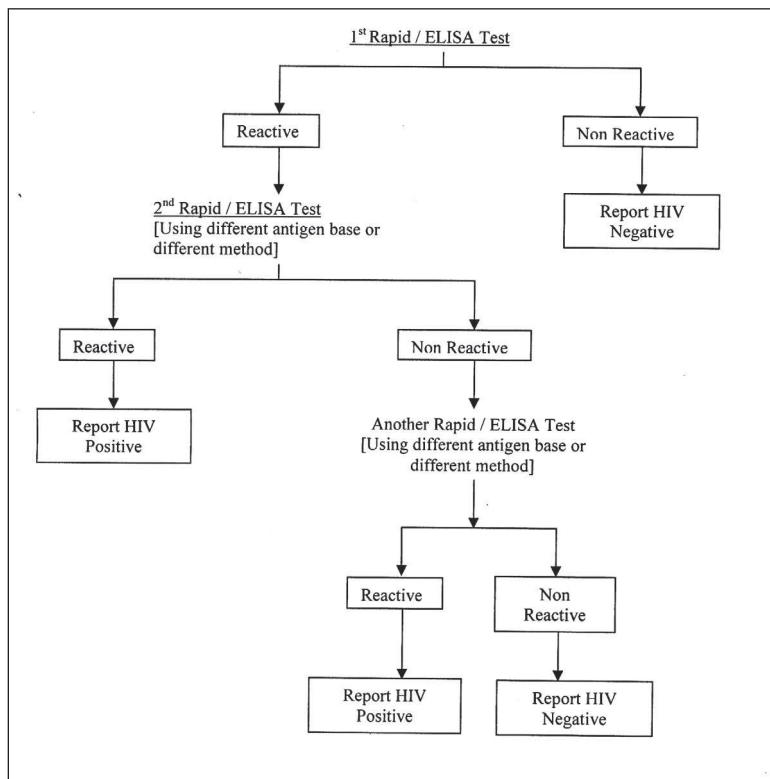 1st Rapid / ELISA Test
Reactive
Non Reactive
2nd Rapid / ELISA Test
[Using different antigen base or
different method]
Report HIV
Negative
Reactive
Non Reactive
Report HIV
Positive
Another Rapid / ELISA Test
[Using different antigen base or
different method]
Reactive
Non
Reactive
Report HIV
Positive
Report HIV
Negative